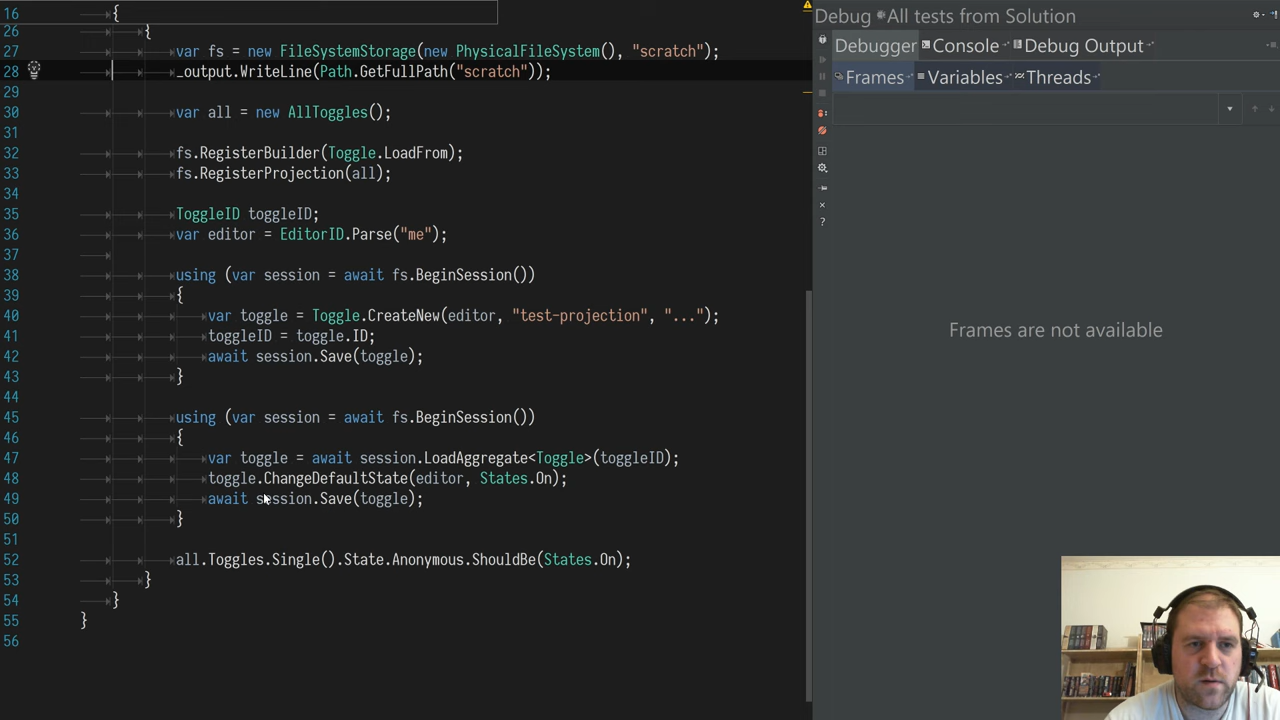 16 {
26 {
27 var fs = new FileSystemStorage(new PhysicalFileSystem(), "scratch");
28 _output.WriteLine(Path.GetFullPath("scratch"));
29
30 var all = new AllToggles();
31
32 fs.RegisterBuilder(Toggle.LoadFrom);
33 fs.RegisterProjection(all);
34
35 ToggleID toggleID;
36 var editor = EditorID.Parse("me");
37
38 using (var session = await fs.BeginSession())
39 {
40 var toggle = Toggle.CreateNew(editor, "test-projection", "...");
41 toggleID = toggle.ID;
42 await session.Save(toggle);
43 }
44
45 using (var session = await fs.BeginSession())
46 {
47 var toggle = await session.LoadAggregate<Toggle>(toggleID);
48 toggle.ChangeDefaultState(editor, States.On);
49 await session.Save(toggle);
50 }
51
52 all.Toggles.Single().State.Anonymous.ShouldBe(States.On);
53 }
54 }
55 }
56
Debug All tests from Solution
Debugger Console Debug Output
Frames Variables Threads
Frames are not available